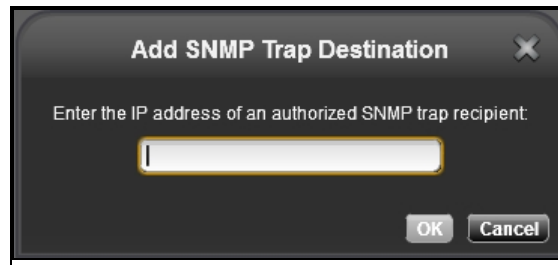 Add SNMP Trap Destination
Enter the IP address of an authorized SNMP trap recipient:
OK Cancel